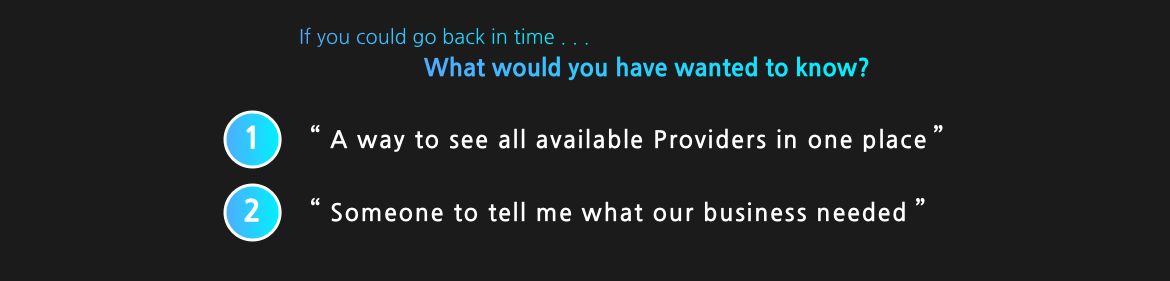 If you could go back in time . . .
What would you have wanted to know?
1 “ A way to see all available Providers in one place ”
2 “ Someone to tell me what our business needed ”